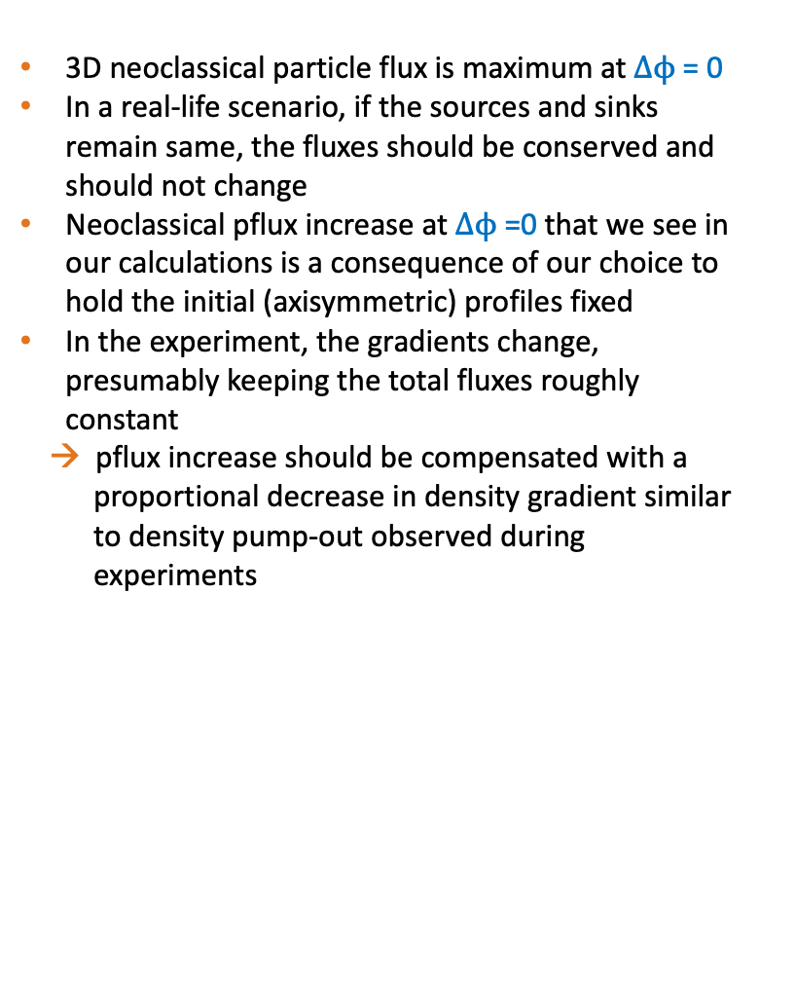 • 3D neoclassical particle flux is maximum at Δϕ = 0
• In a real-life scenario, if the sources and sinks
remain same, the fluxes should be conserved and
should not change
• Neoclassical pflux increase at Δϕ =0 that we see in
our calculations is a consequence of our choice to
hold the initial (axisymmetric) profiles fixed
• In the experiment, the gradients change,
presumably keeping the total fluxes roughly
constant
→ pflux increase should be compensated with a
proportional decrease in density gradient similar
to density pump-out observed during
experiments